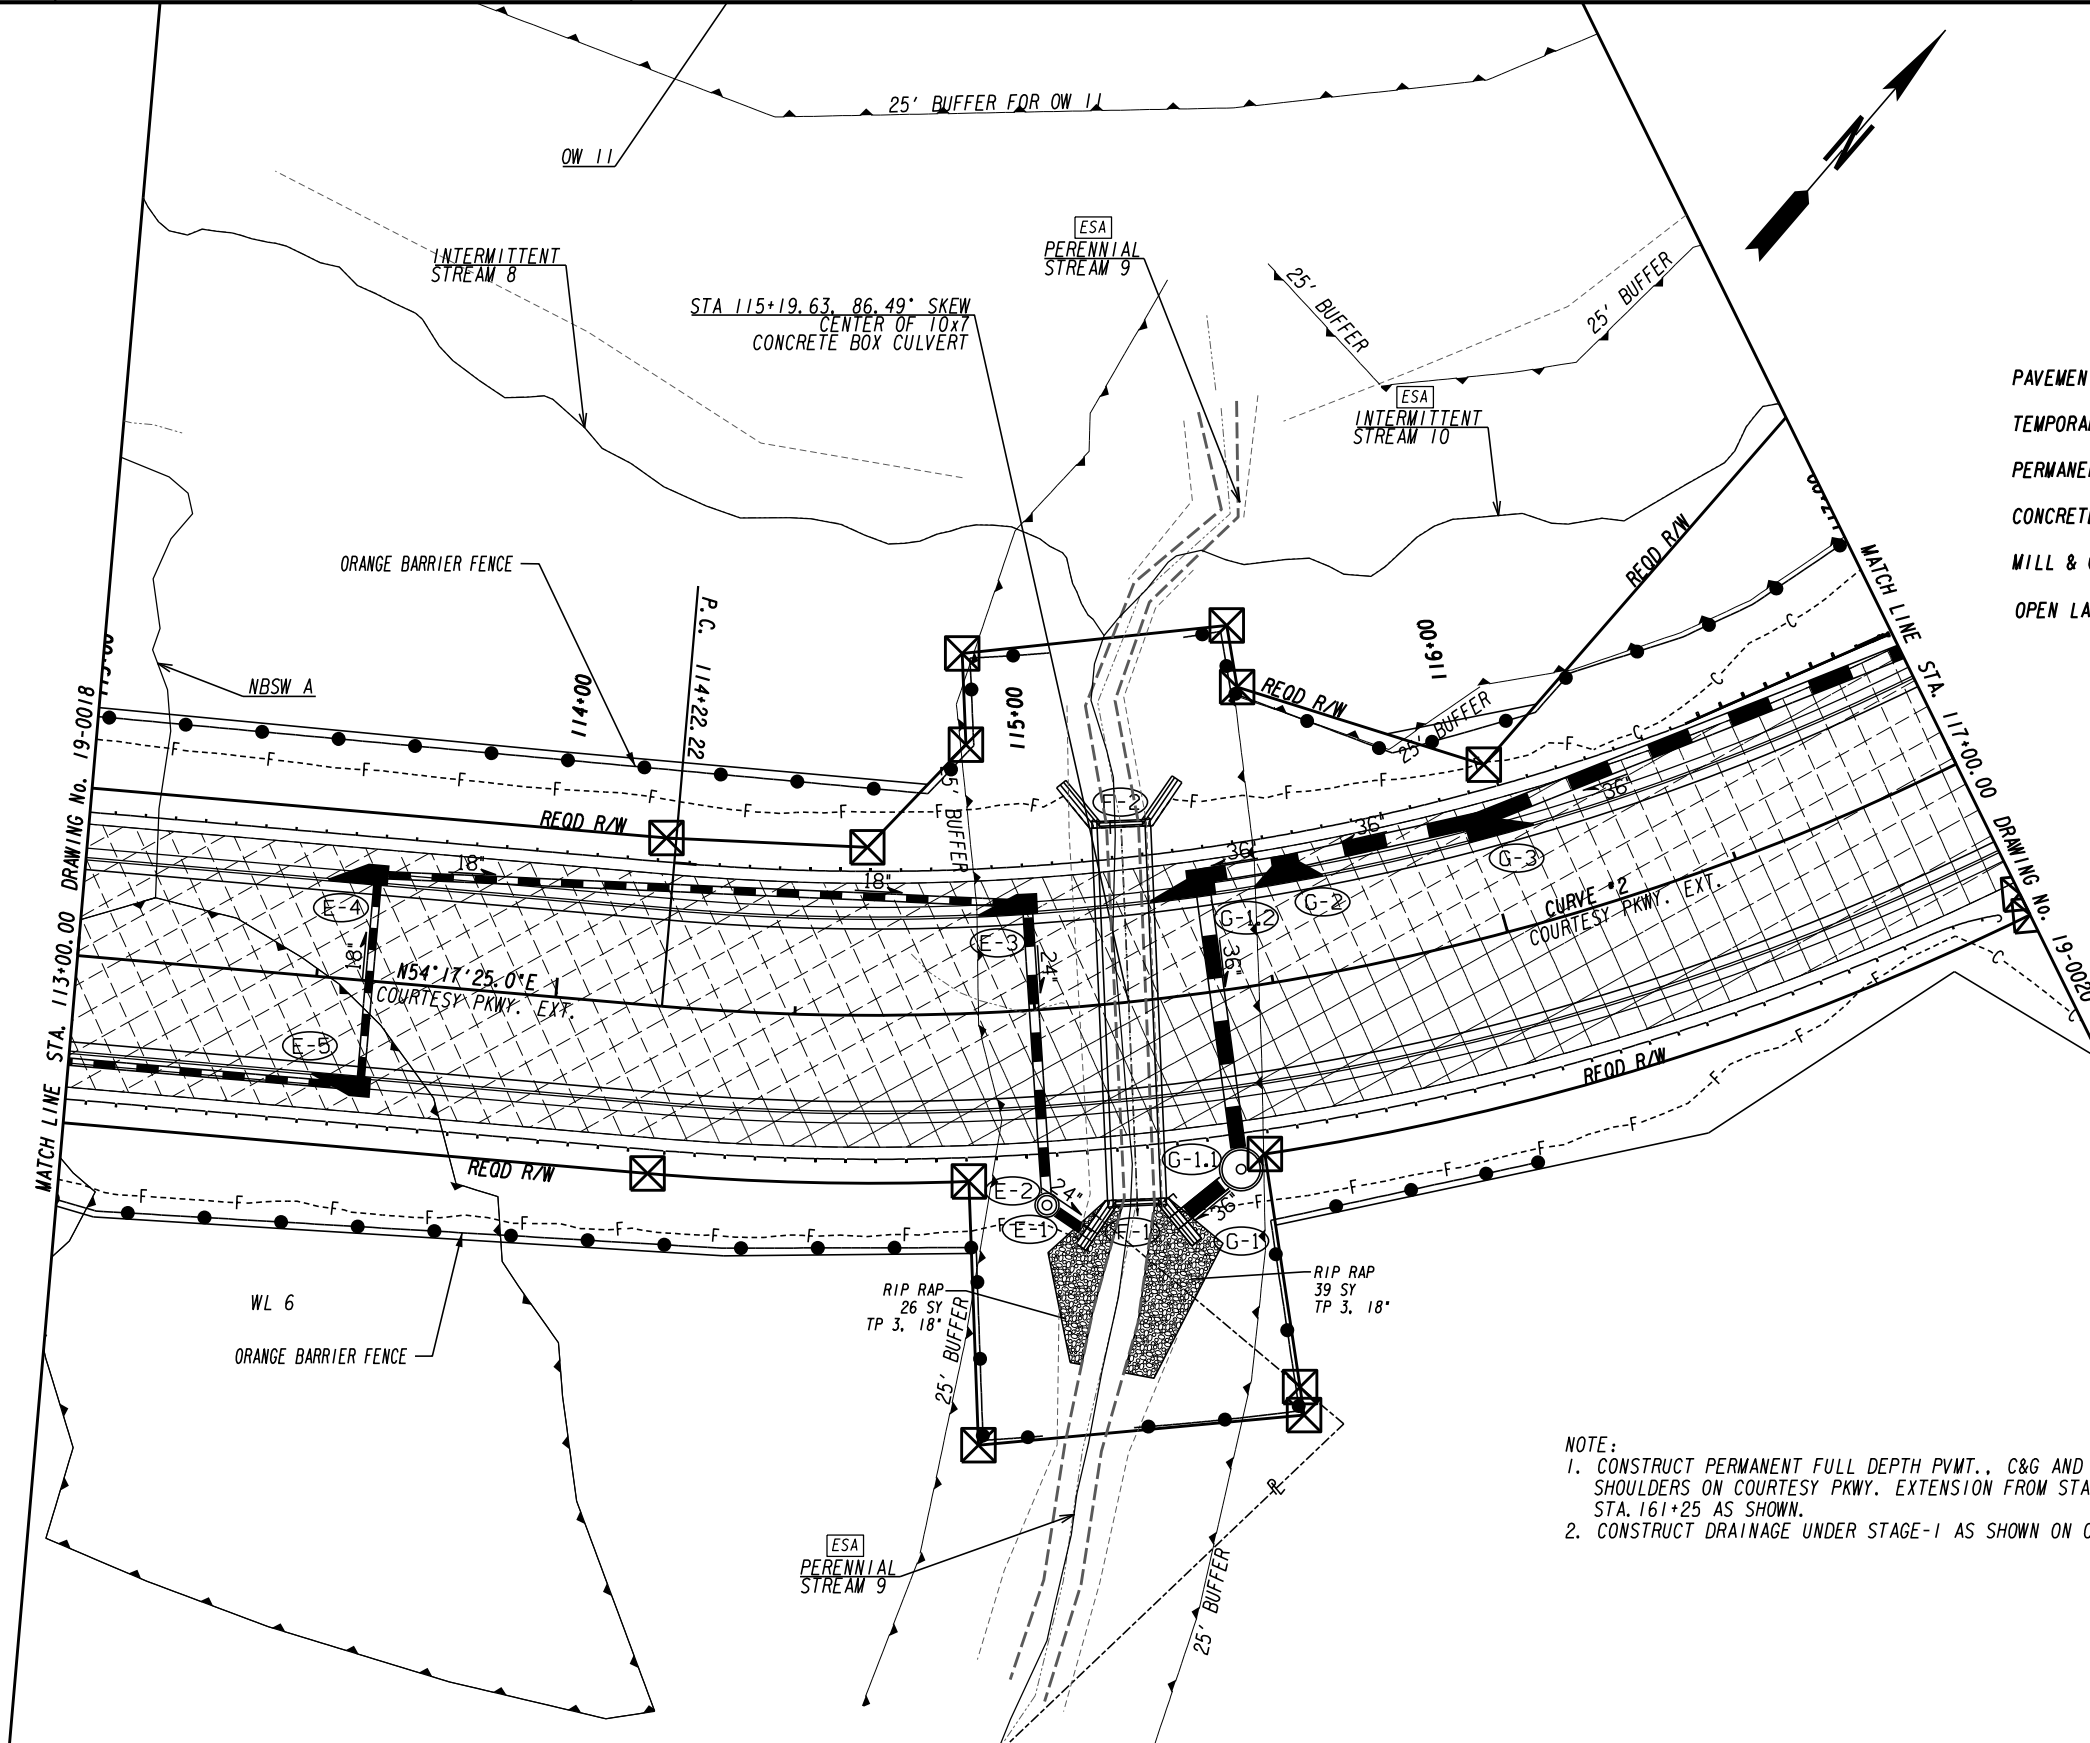 25' BUFFER FOR OW 11
OW 11
N
ESA
PERENNIAL
STREAM 9
INTERMITTENT
STREAM 8
25' BUFFER
25' BUFFER
STA 115+19.63, 86.49° SKEW
CENTER OF 10x7
CONCRETE BOX CULVERT
ESA
INTERMITTENT
STREAM 10
PAVEMEN
TEMPORA
PERMANE
CONCRETE
MILL &
OPEN LA
ORANGE BARRIER FENCE
REQD R/W
P.C. 114+22.22
114+00
115+00
116+00
NBSW A
REQD R/W
25' BUFFER
25' BUFFER
MATCH LINE STA. 117+00.00 DRAWING No. 19-0020
MATCH LINE STA. 113+00.00 DRAWING No. 19-0018
F F F F F F F F F F F F F F
C C C
REQD R/W
F-2
36"
36"
36"
18"
18"
E-4
E-3
G-1.2
G-2
G-3
CURVE #2
COURTESY PKWY. EXT.
18"
24"
36"
N54°17'25.0"E
COURTESY PKWY. EXT.
E-5
REQD R/W
REQD R/W
G-1.1
E-2
24"
36"
E-1
F-1
G-1
F F F F F F F F F F
F F F F F F
C C C
RIP RAP
26 SY
TP 3, 18"
RIP RAP
39 SY
TP 3, 18"
25' BUFFER
WL 6
ORANGE BARRIER FENCE
ESA
PERENNIAL
STREAM 9
25' BUFFER
NOTE:
1. CONSTRUCT PERMANENT FULL DEPTH PVMT., C&G AND
SHOULDERS ON COURTESY PKWY. EXTENSION FROM STA
STA.161+25 AS SHOWN.
2. CONSTRUCT DRAINAGE UNDER STAGE-1 AS SHOWN ON